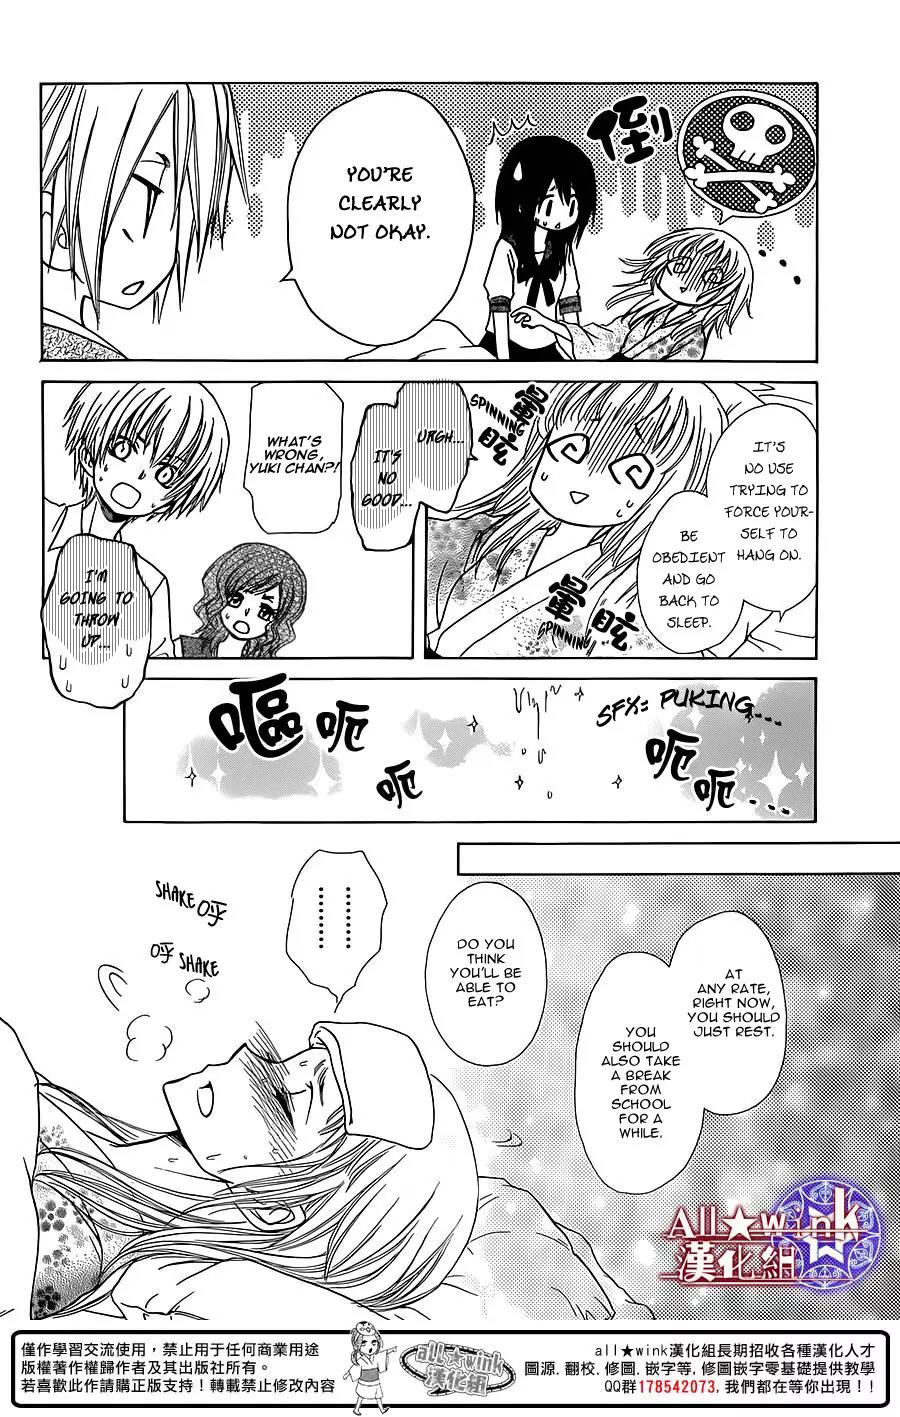 倒
YOU'RE
CLEARLY
NOT OKAY.
IT'S
NO USE
TRYING TO
FORCE YOUR-
SELF TO
HANG ON.
BE
OBEDIENT
AND GO
BACK TO
SLEEP.
暈眩
SPINNING
暈眩
SPINNING
URGH...
IT'S
NO
GOOD...
WHAT'S
WRONG,
YUKI CHAN?!
I'M
GOING TO
THROW
UP...
SFX: PUKING...
嘔呃
呃
呃呃...
AT
ANY RATE,
RIGHT NOW,
YOU SHOULD
JUST REST.
YOU
SHOULD
ALSO TAKE
A BREAK
FROM
SCHOOL
FOR A
WHILE.
DO YOU
THINK
YOU'LL BE
ABLE TO
EAT?
............
SHAKE 呼
呼 SHAKE
All★wink
漢化組
僅作學習交流使用，禁止用于任何商業用途
版權著作權歸作者及其出版社所有。
若喜歡此作請購正版支持！轉載禁止修改內容
all★wink
漢化組
all★wink漢化組長期招收各種漢化人才
圖源.翻校.修圖.嵌字等,修圖嵌字零基礎提供教學
QQ群178542073,我們都在等你出現!!